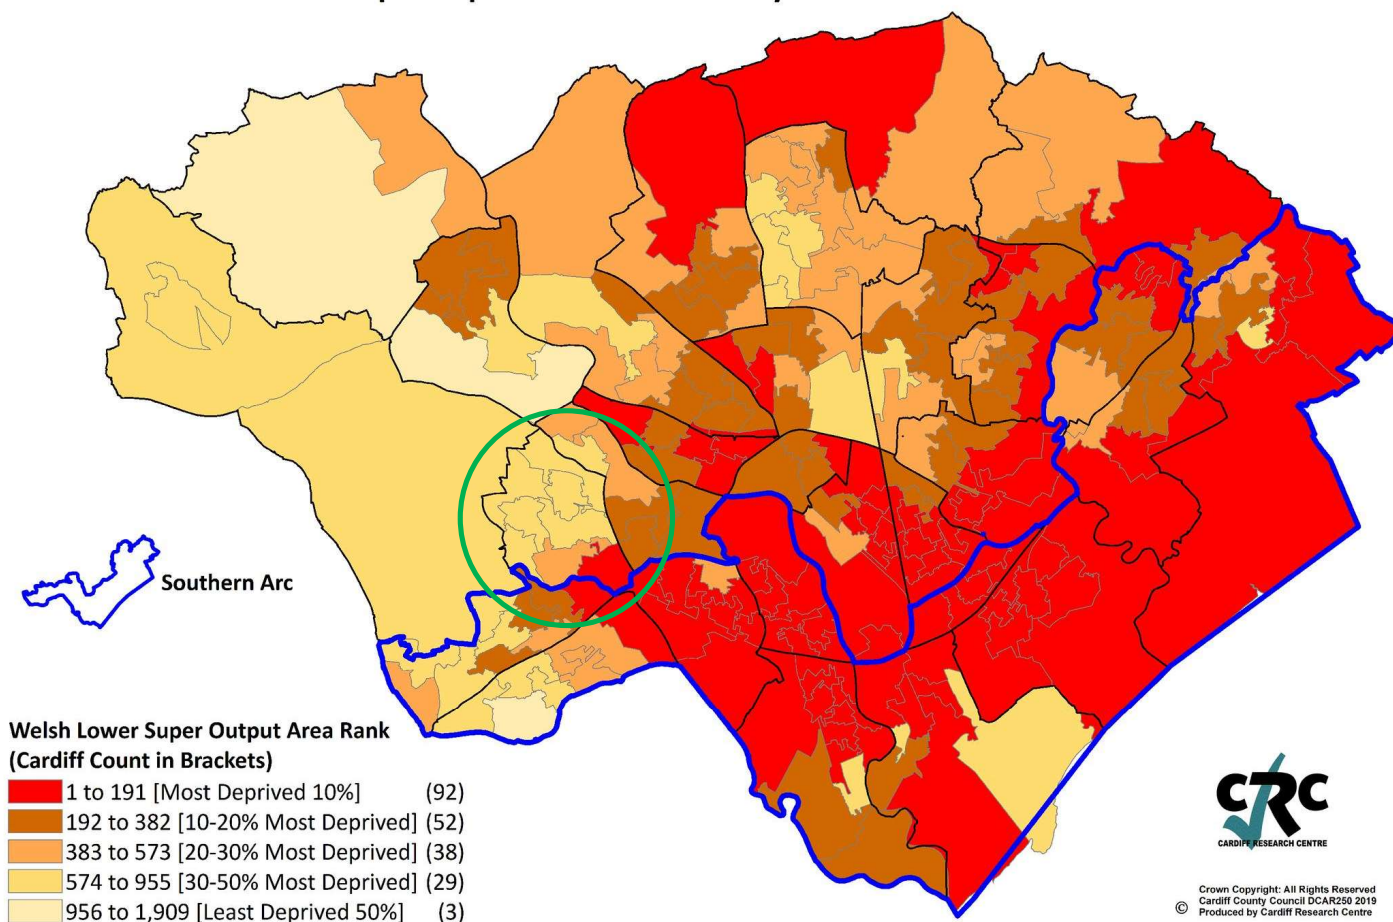 Southern Arc
Welsh Lower Super Output Area Rank
(Cardiff Count in Brackets)
1 to 191 [Most Deprived 10%] (92)
192 to 382 [10-20% Most Deprived] (52)
383 to 573 [20-30% Most Deprived] (38)
574 to 955 [30-50% Most Deprived] (29)
956 to 1,909 [Least Deprived 50%] (3)
CRC
CARDIFF RESEARCH CENTRE
Crown Copyright: All Rights Reserved
Cardiff County Council DCAR250 2019
© Produced by Cardiff Research Centre